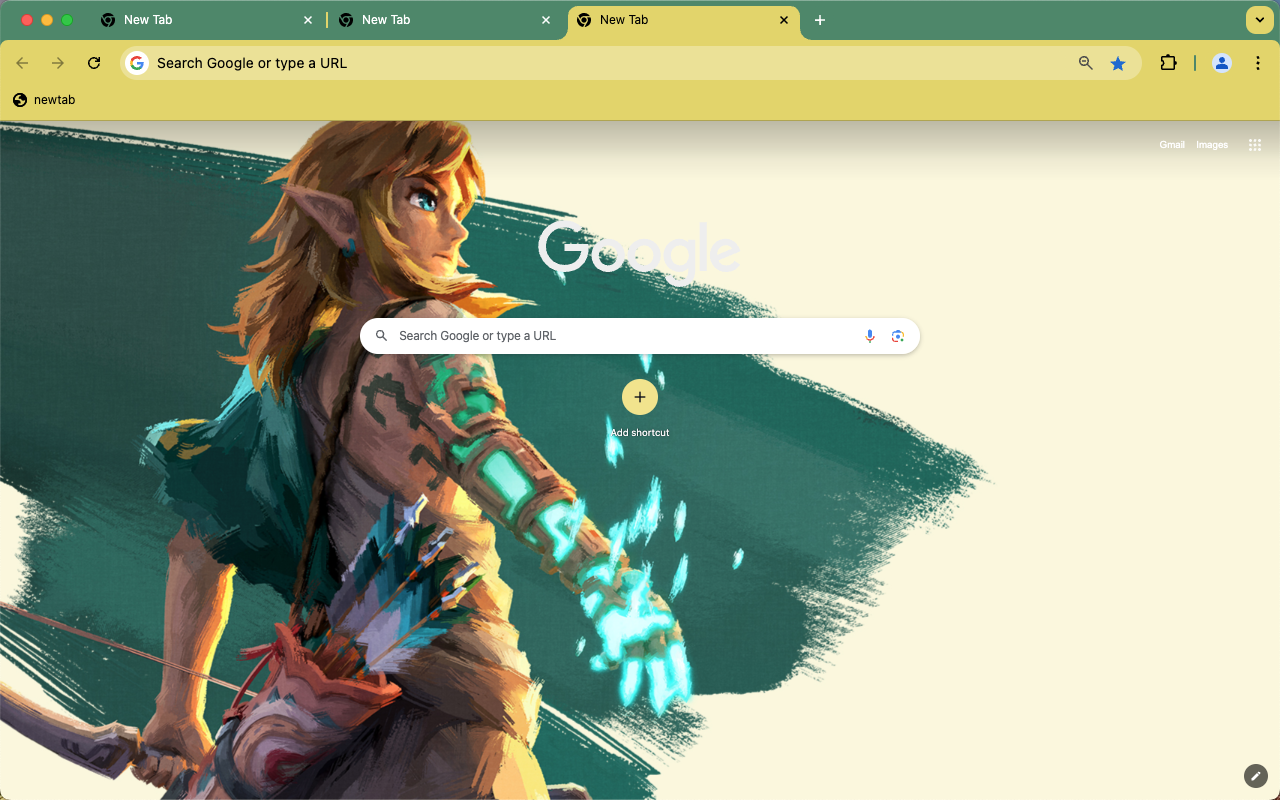 New Tab
New Tab
New Tab
Search Google or type a URL
newtab
Gmail Images
Google
Search Google or type a URL
Add shortcut